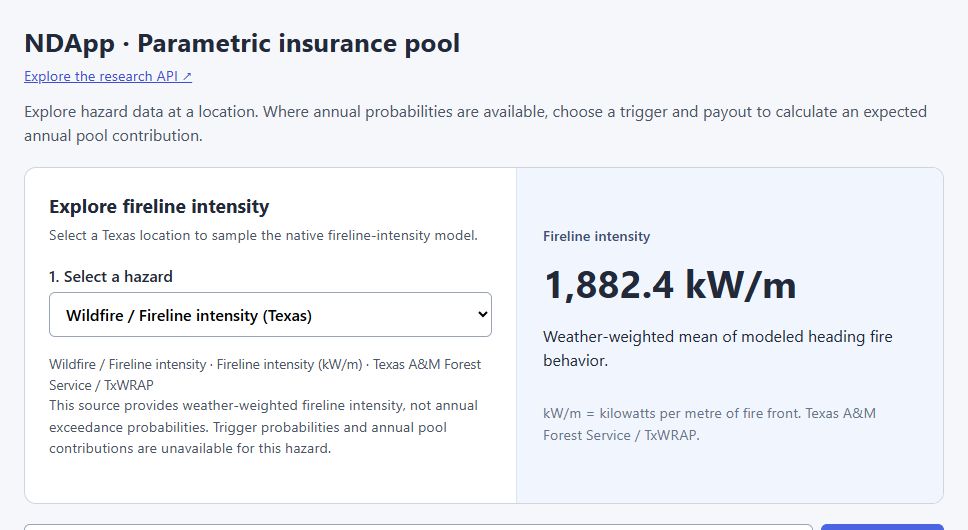 NDApp · Parametric insurance pool
Explore the research API ↗
Explore hazard data at a location. Where annual probabilities are available, choose a trigger and payout to calculate an expected
annual pool contribution.
Explore fireline intensity
Select a Texas location to sample the native fireline-intensity model.
1. Select a hazard
Wildfire / Fireline intensity (Texas)
Wildfire / Fireline intensity · Fireline intensity (kW/m) · Texas A&M Forest
Service / TxWRAP
This source provides weather-weighted fireline intensity, not annual
exceedance probabilities. Trigger probabilities and annual pool
contributions are unavailable for this hazard.
Fireline intensity
1,882.4 kW/m
Weather-weighted mean of modeled heading fire
behavior.
kW/m = kilowatts per metre of fire front. Texas A&M
Forest Service / TxWRAP.